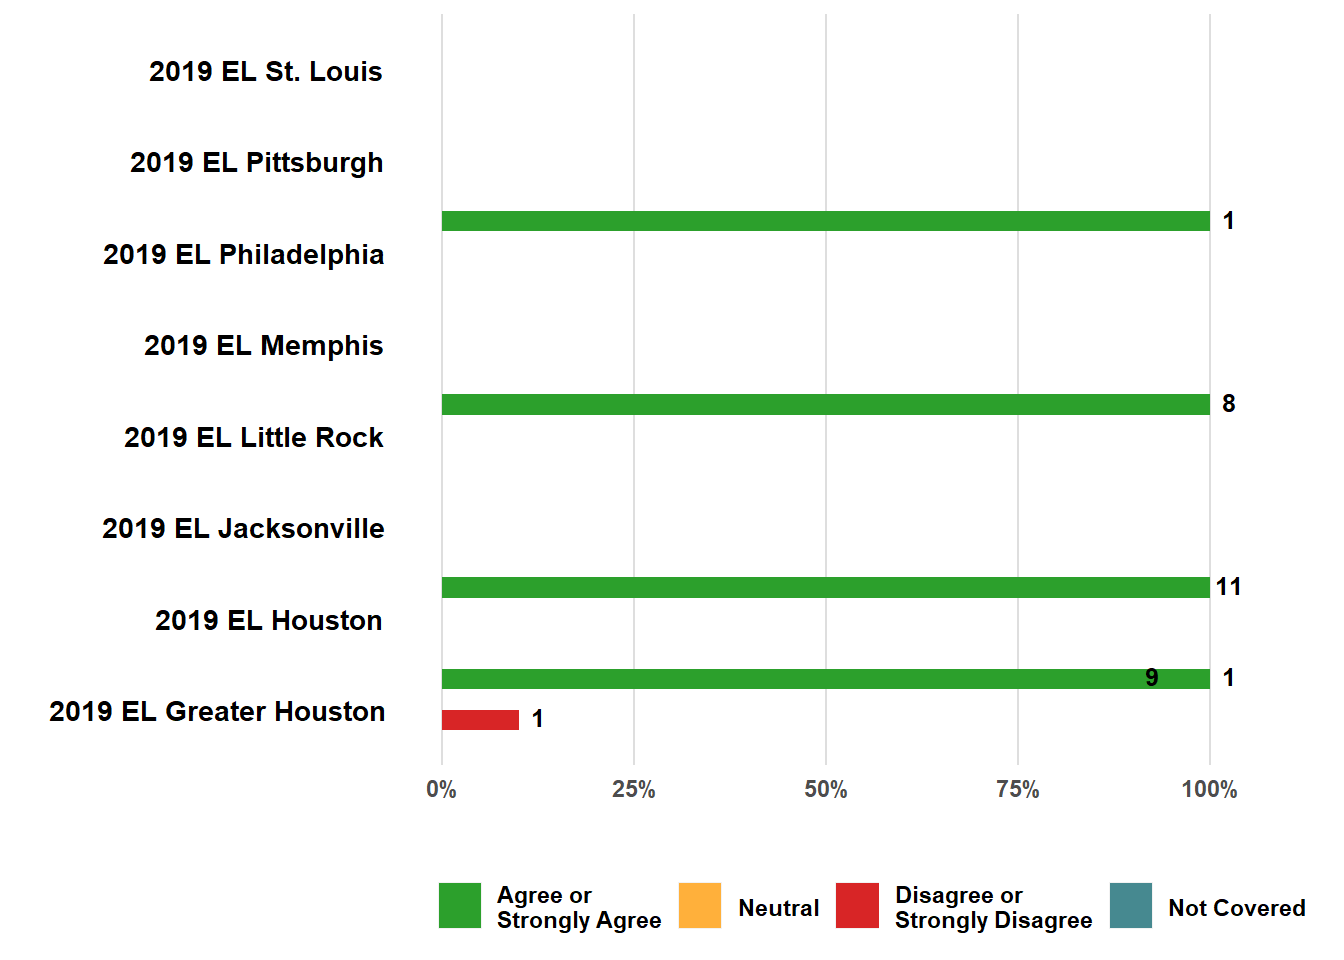 2019 EL St. Louis
2019 EL Pittsburgh
1
2019 EL Philadelphia
2019 EL Memphis
8
2019 EL Little Rock
2019 EL Jacksonville
11
2019 EL Houston
9 1
2019 EL Greater Houston 1
0% 25% 50% 75% 100%
Agree or
Strongly Agree
Neutral
Disagree or
Strongly Disagree
Not Covered